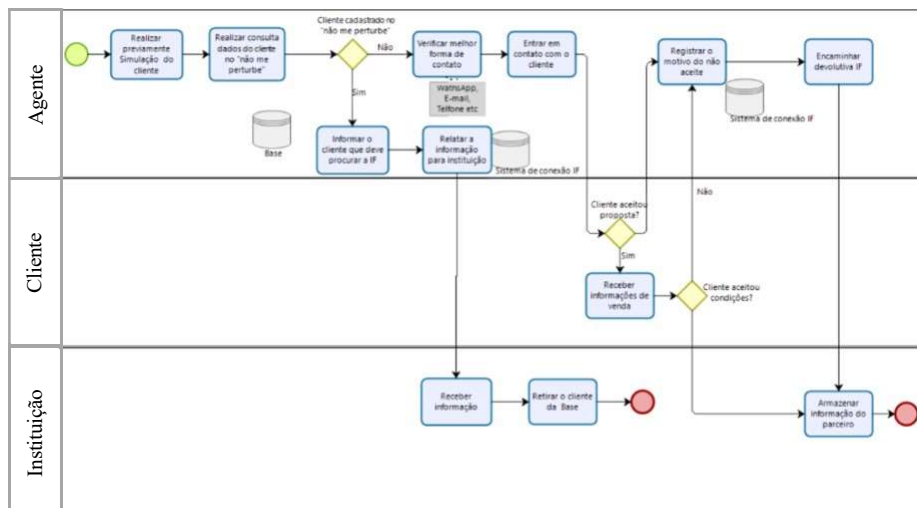 Agente
Realizar
previamente
Simulação do
cliente
Realizar consulta
dados do cliente
no "não me
perturbe"
Cliente cadastrado no
"não me perturbe"
Não
Sim
Verificar melhor
forma de
contato
WathsApp,
E-mail,
Telfone etc
Entrar em
contato com o
cliente
Registrar o
motivo do não
aceite
Sistema de conexão IF
Encaminhar
devolutiva IF
Base
Informar o
cliente que deve
procurar a IF
Relatar a
informação
para instituição
Sistema de conexão IF
Cliente
Cliente aceitou
proposta?
Sim
Não
Receber
informações de
venda
Cliente aceitou
condições?
Instituição
Receber
informação
Retirar o cliente
da Base
Armazenar
informação do
parceiro